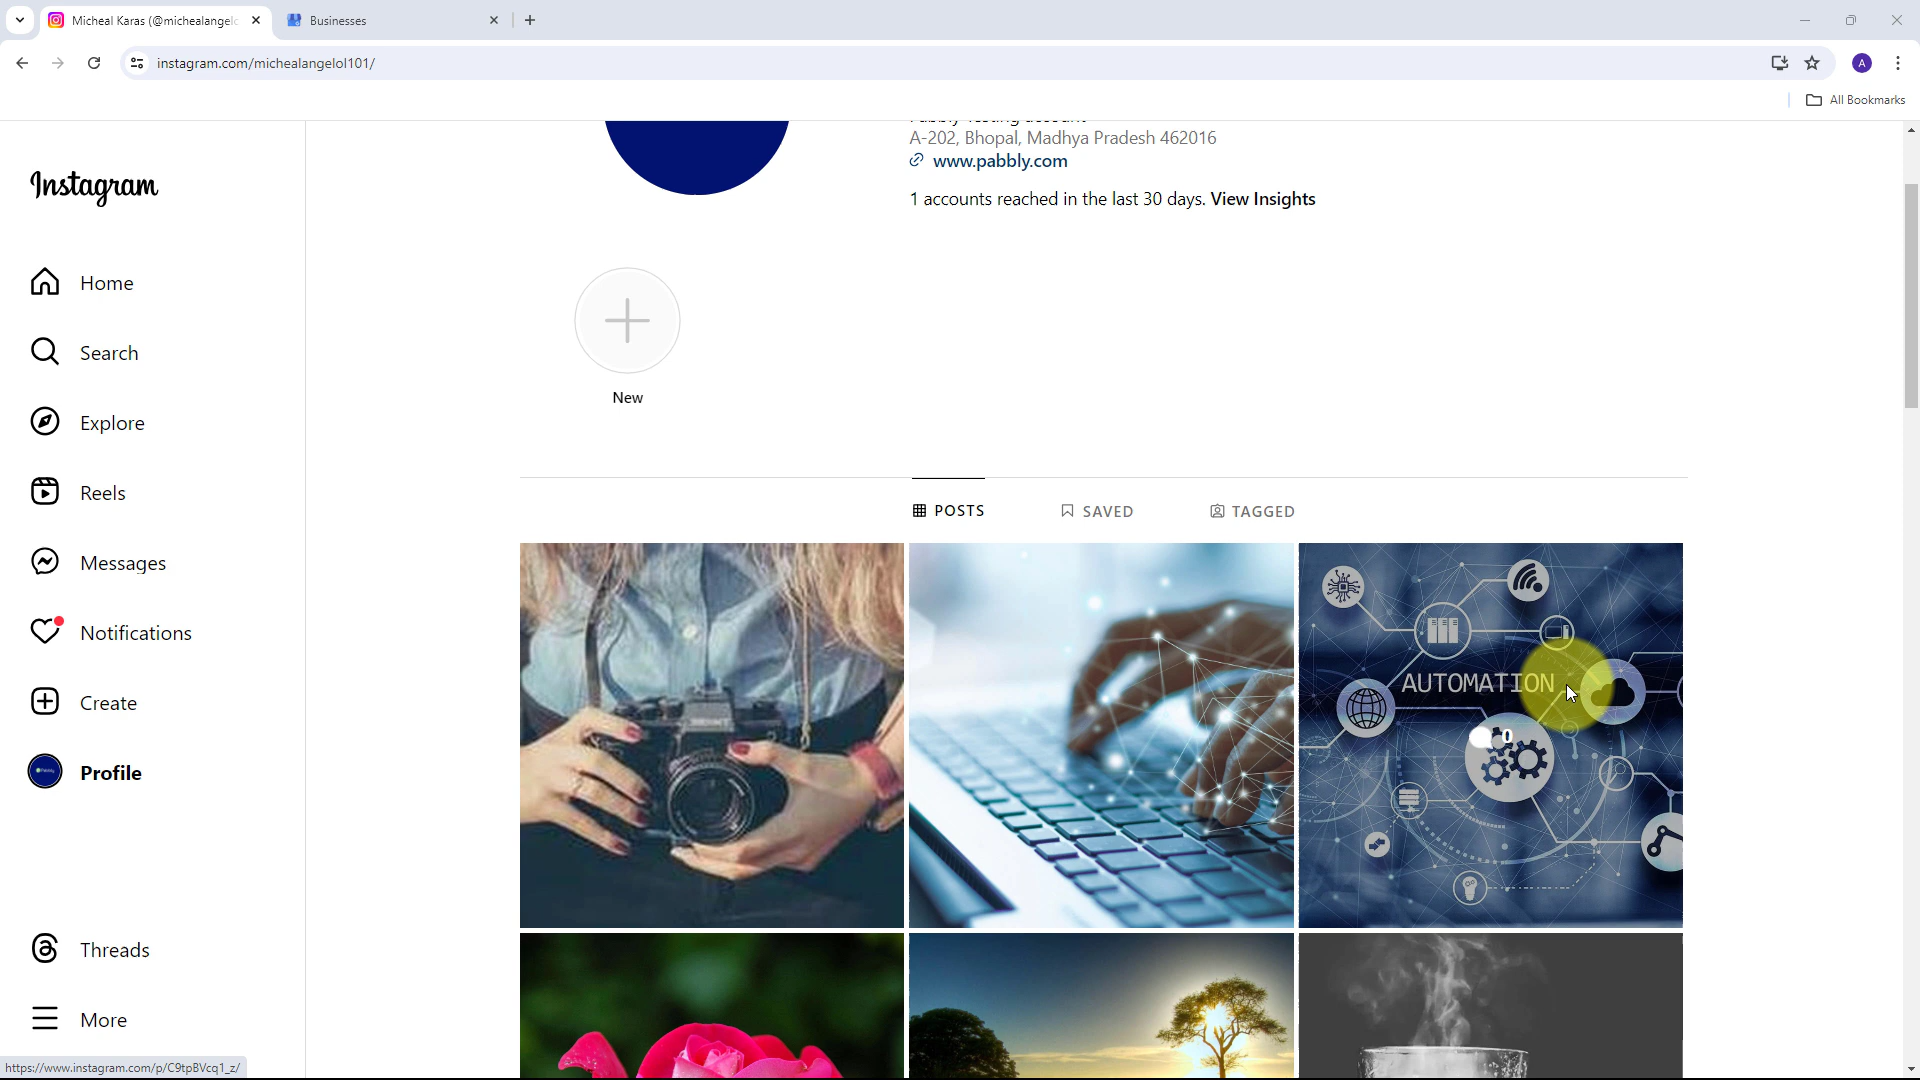 Micheal Karas (@michealangelo
Businesses
instagram.com/michealangelol101/
A
All Bookmarks
A-202, Bhopal, Madhya Pradesh 462016
www.pabbly.com
1 accounts reached in the last 30 days. View Insights
Instagram
Home
Search
Explore
Reels
Messages
Notifications
Create
Profile
Threads
More
New
POSTS
SAVED
TAGGED
AUTOMATION
0
https://www.instagram.com/p/C9tpBVcq1_z/